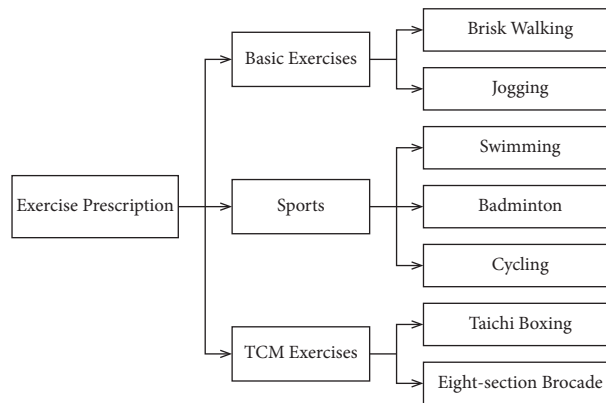 Exercise Prescription
Basic Exercises
Brisk Walking
Jogging
Sports
Swimming
Badminton
Cycling
TCM Exercises
Taichi Boxing
Eight-section Brocade